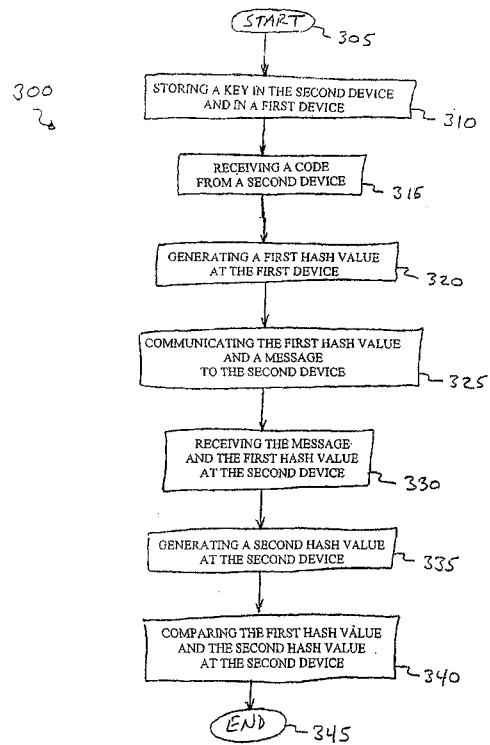 START
305
300
STORING A KEY IN THE SECOND DEVICE
AND IN A FIRST DEVICE
310
RECEIVING A CODE
FROM A SECOND DEVICE
315
GENERATING A FIRST HASH VALUE
AT THE FIRST DEVICE
320
COMMUNICATING THE FIRST HASH VALUE
AND A MESSAGE
TO THE SECOND DEVICE
325
RECEIVING THE MESSAGE
AND THE FIRST HASH VALUE
AT THE SECOND DEVICE
330
GENERATING A SECOND HASH VALUE
AT THE SECOND DEVICE
335
COMPARING THE FIRST HASH VALUE
AND THE SECOND HASH VALUE
AT THE SECOND DEVICE
340
END
345